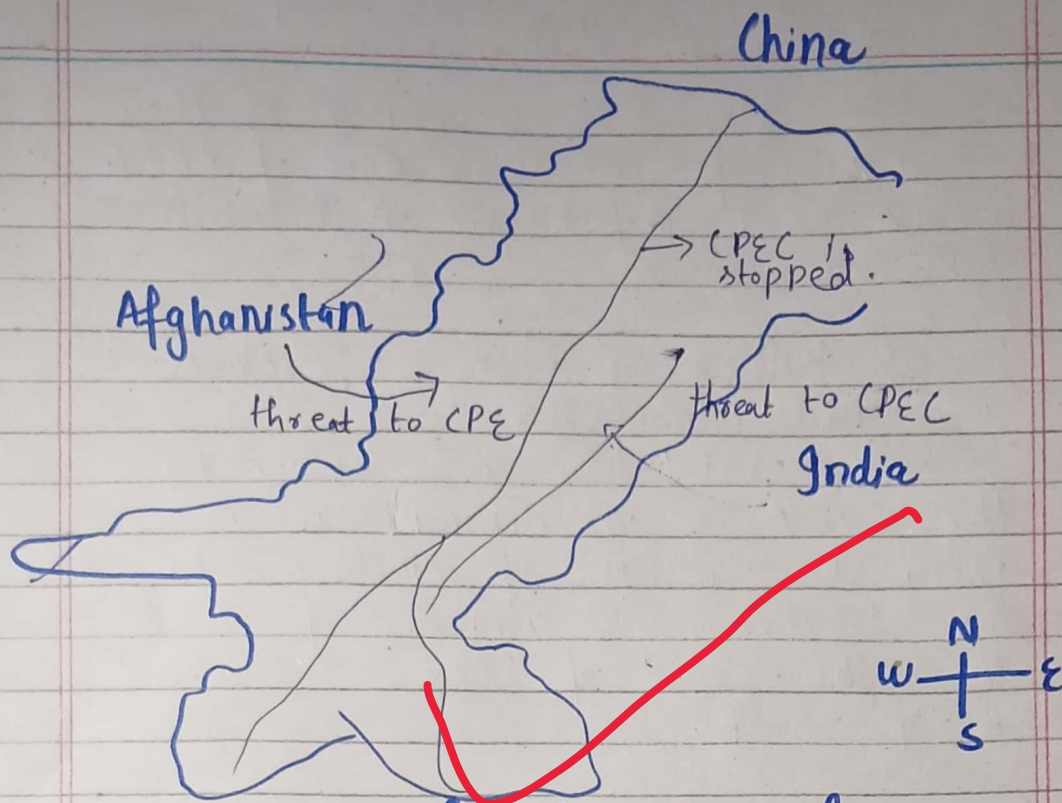 China
CPEC is
stopped.
Afghanistan
threat to CPE
threat to CPEC
India
N
W E
S